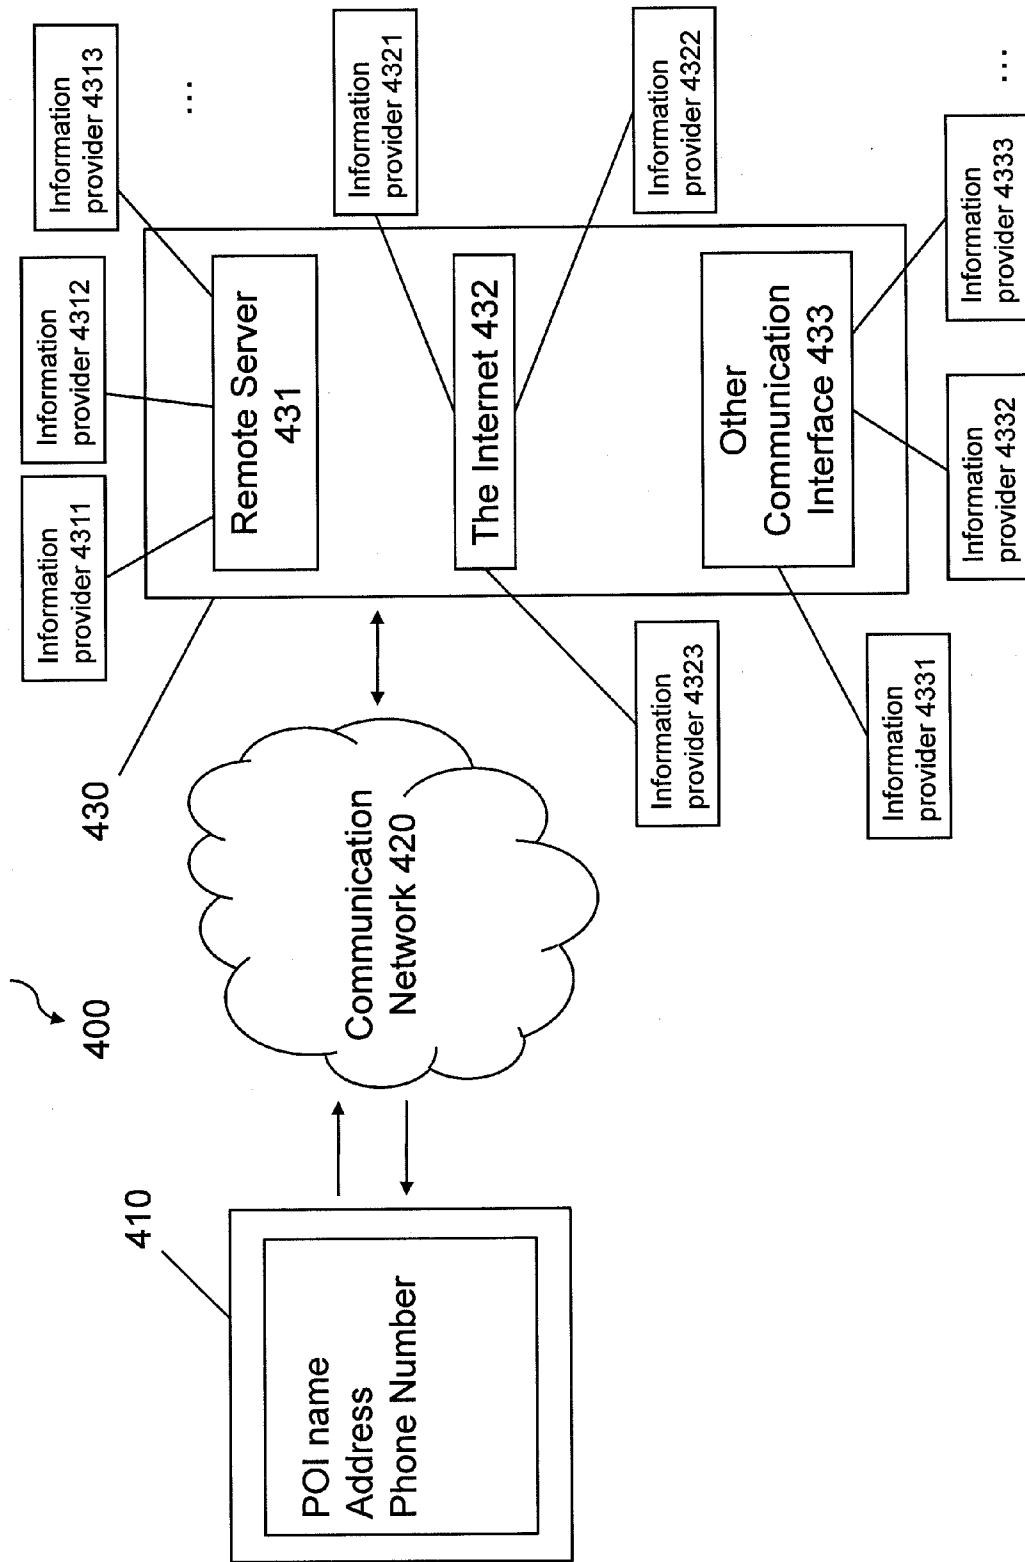 400
410
POI name
Address
Phone Number
Communication
Network 420
430
Information
provider 4311
Information
provider 4312
Information
provider 4313
...
Remote Server
431
Information
provider 4321
The Internet 432
Information
provider 4322
Information
provider 4323
Other
Communication
Interface 433
Information
provider 4331
Information
provider 4332
Information
provider 4333
...